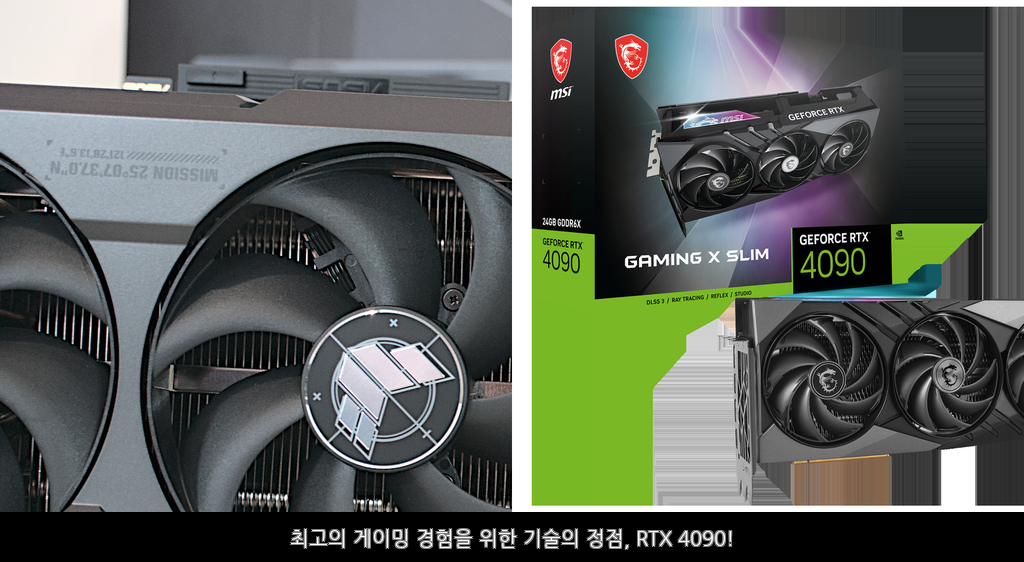 MISSION 25°07'37.0"N
121°28'13.6"E
msi
24GB GDDR6X
GEFORCE RTX
4090
msi
GEFORCE RTX
GAMING X SLIM
GEFORCE RTX
4090
DLSS 3 / RAY TRACING / REFLEX / STUDIO
최고의 게이밍 경험을 위한 기술의 정점, RTX 4090!